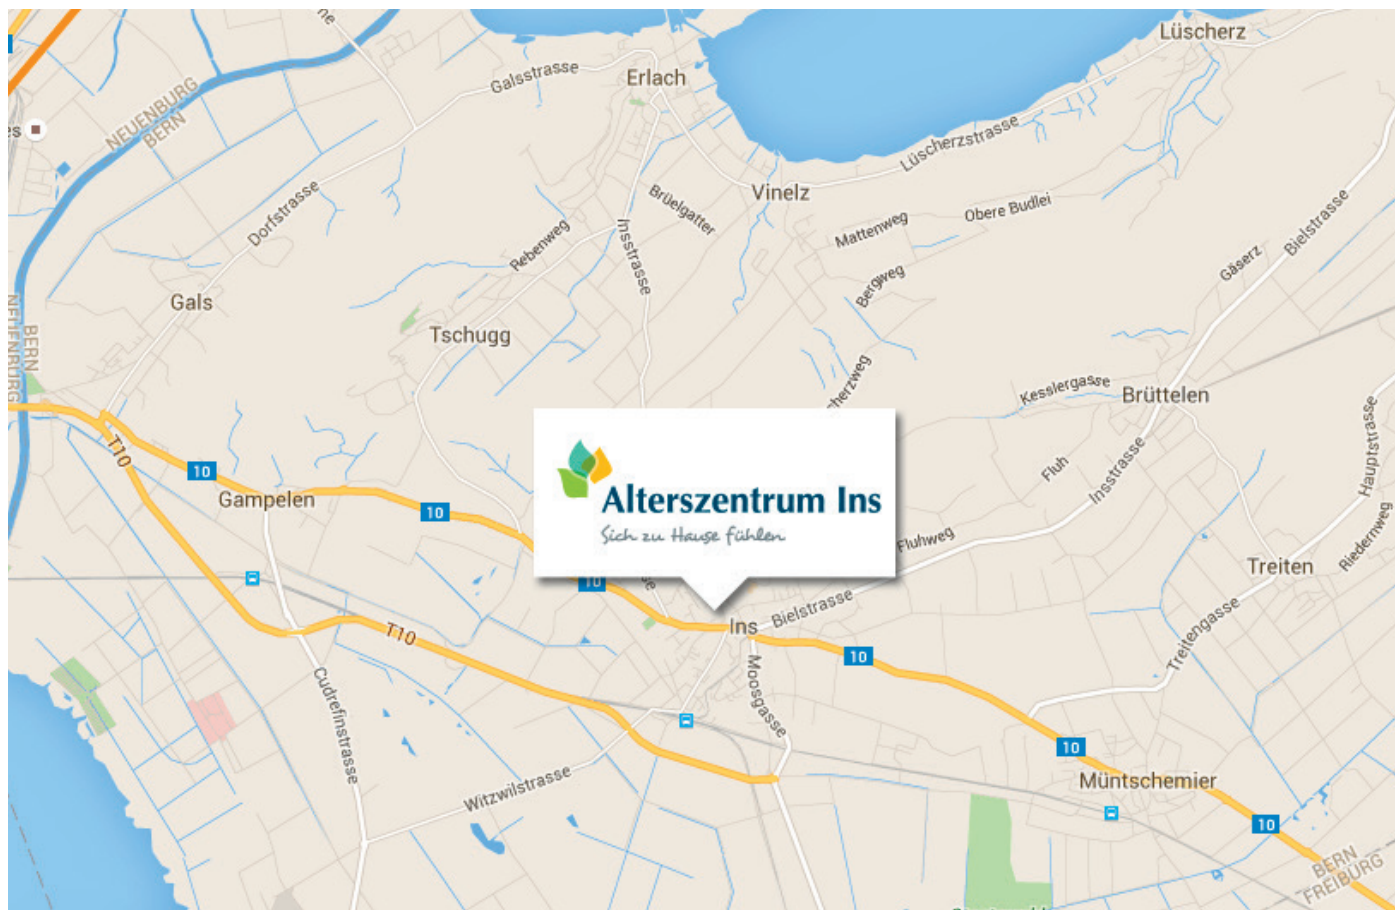 Lüscherz
Erlach
Galsstrasse
NEUENBURG
BERN
Lüscherzstrasse
Vinelz
Brüelgatter
Obere Budlei
Mattenweg
Dorfstrasse
Rebenweg
Insstrasse
Bielstrasse
Gäserz
Bergweg
Gals
Tschugg
BERN
NEUENBURG
Kesslergasse
Brüttelen
Hauptstrasse
T10
10
Gampelen
10
Alterszentrum Ins
Sich zu Hause fühlen
Fluh
Insstrasse
Fluhweg
Riedernweg
Treiten
10
Bielstrasse
Ins
T10
10
Treitengasse
Moosgasse
Cudrefinstrasse
10
Witzwilstrasse
Müntschemier
10
BERN
FREIBURG